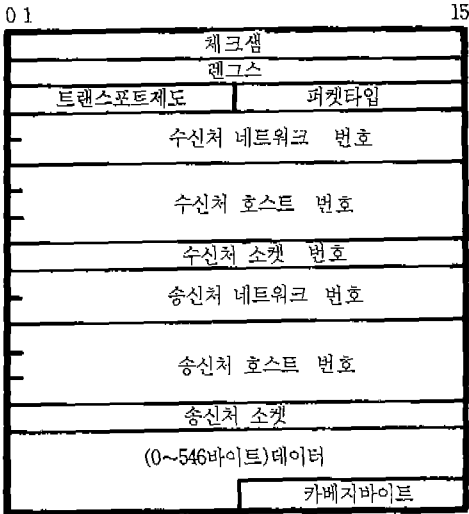 0 1 15
체크샘
렌그스
트랜스포트제도 퍼켓타입
수신처 네트워크 번호
수신처 호스트 번호
수신처 소켓 번호
송신처 네트워크 번호
송신처 호스트 번호
송신처 소켓
(0~546바이트)데이터
카베지바이트